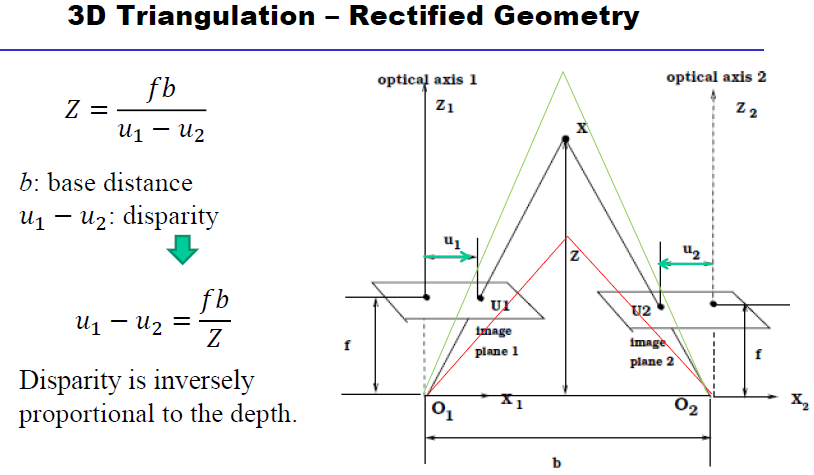 3D Triangulation – Rectified Geometry
Z = fb / (u₁ − u₂)
b: base distance
u₁ − u₂: disparity
u₁ − u₂ = fb / Z
Disparity is inversely
proportional to the depth.
optical axis 1
Z₁
optical axis 2
Z₂
X
u₁
u₂
Z
U1
U2
image
plane 1
image
plane 2
f
f
O₁
X₁
O₂
X₂
b